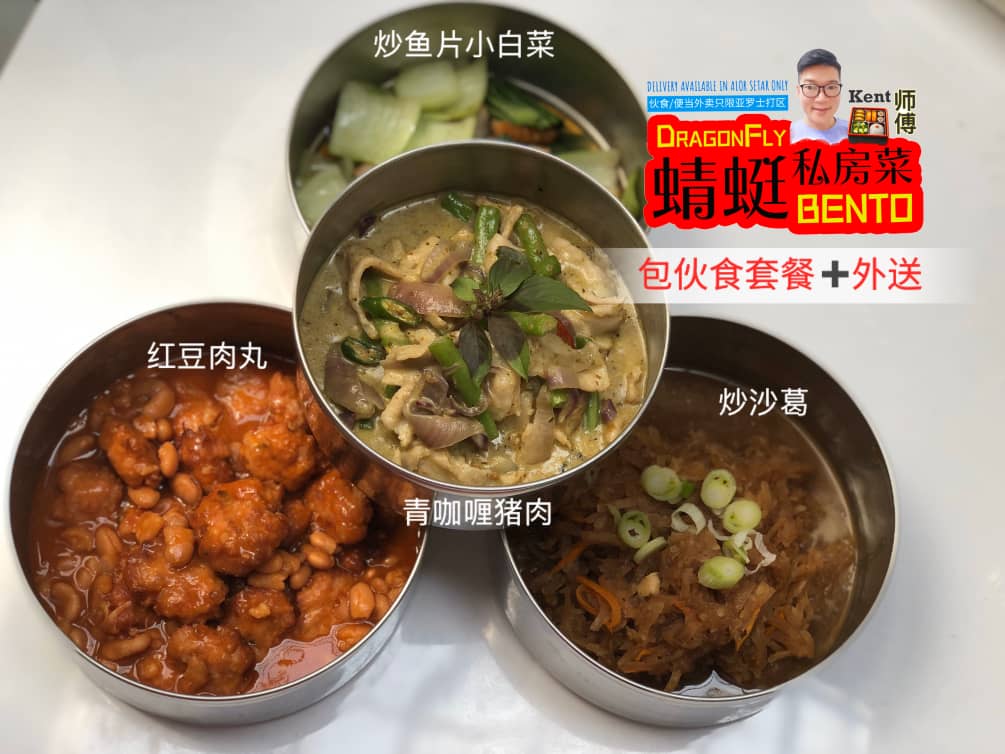 炒鱼片小白菜
DELIVERY AVAILABLE IN ALOR SETAR ONLY
伙食/便当外卖只限亚罗士打区
Kent 师傅
DRAGONFLY
蜻蜓 私房菜
BENTO
包伙食套餐➕外送
红豆肉丸
炒沙葛
青咖喱猪肉